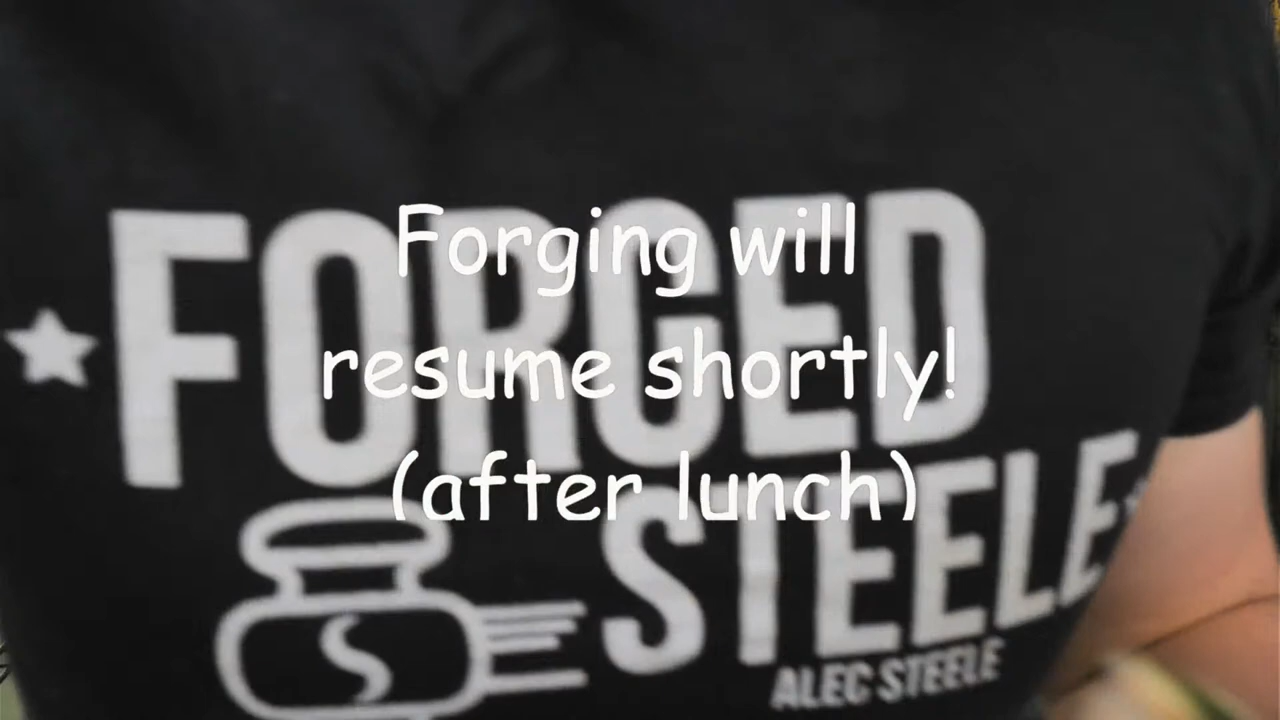 Forging will
resume shortly!
(after lunch)
FORGED
STEELE
ALEC STEELE
S